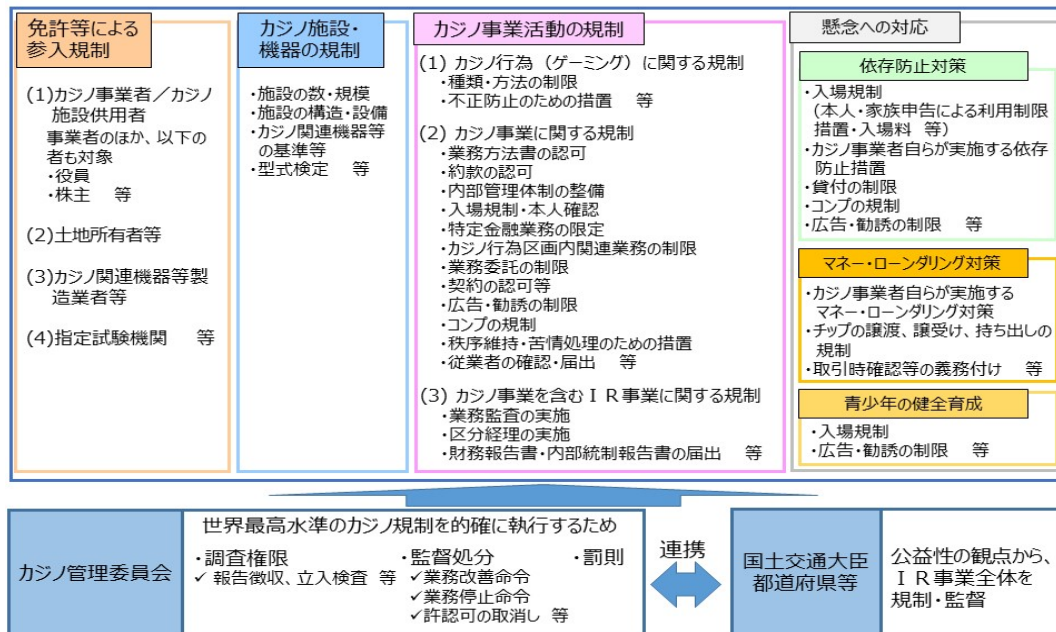 免許等による
参入規制
(1)カジノ事業者／カジノ
施設供用者
事業者のほか、以下の
者も対象
・役員
・株主　等
(2)土地所有者等
(3)カジノ関連機器等製
造業者等
(4)指定試験機関　等
カジノ施設・
機器の規制
・施設の数・規模
・施設の構造・設備
・カジノ関連機器等
の基準等
・型式検定　等
カジノ事業活動の規制
(1) カジノ行為（ゲーミング）に関する規制
・種類・方法の制限
・不正防止のための措置　等
(2) カジノ事業に関する規制
・業務方法書の認可
・約款の認可
・内部管理体制の整備
・入場規制・本人確認
・特定金融業務の限定
・カジノ行為区画内関連業務の制限
・業務委託の制限
・契約の認可等
・広告・勧誘の制限
・コンプの規制
・秩序維持・苦情処理のための措置
・従業者の確認・届出　等
(3) カジノ事業を含むＩＲ事業に関する規制
・業務監査の実施
・区分経理の実施
・財務報告書・内部統制報告書の届出　等
懸念への対応
依存防止対策
・入場規制
(本人・家族申告による利用制限
措置・入場料　等)
・カジノ事業者自らが実施する依存
防止措置
・貸付の制限
・コンプの規制
・広告・勧誘の制限　等
マネー・ローンダリング対策
・カジノ事業者自らが実施する
マネー・ローンダリング対策
・チップの譲渡、譲受け、持ち出しの
規制
・取引時確認等の義務付け　等
青少年の健全育成
・入場規制
・広告・勧誘の制限　等
カジノ管理委員会
世界最高水準のカジノ規制を的確に執行するため
・調査権限
✓ 報告徴収、立入検査　等
・監督処分
✓業務改善命令
✓業務停止命令
✓許認可の取消し　等
・罰則
連携
国土交通大臣
都道府県等
公益性の観点から、
ＩＲ事業全体を
規制・監督